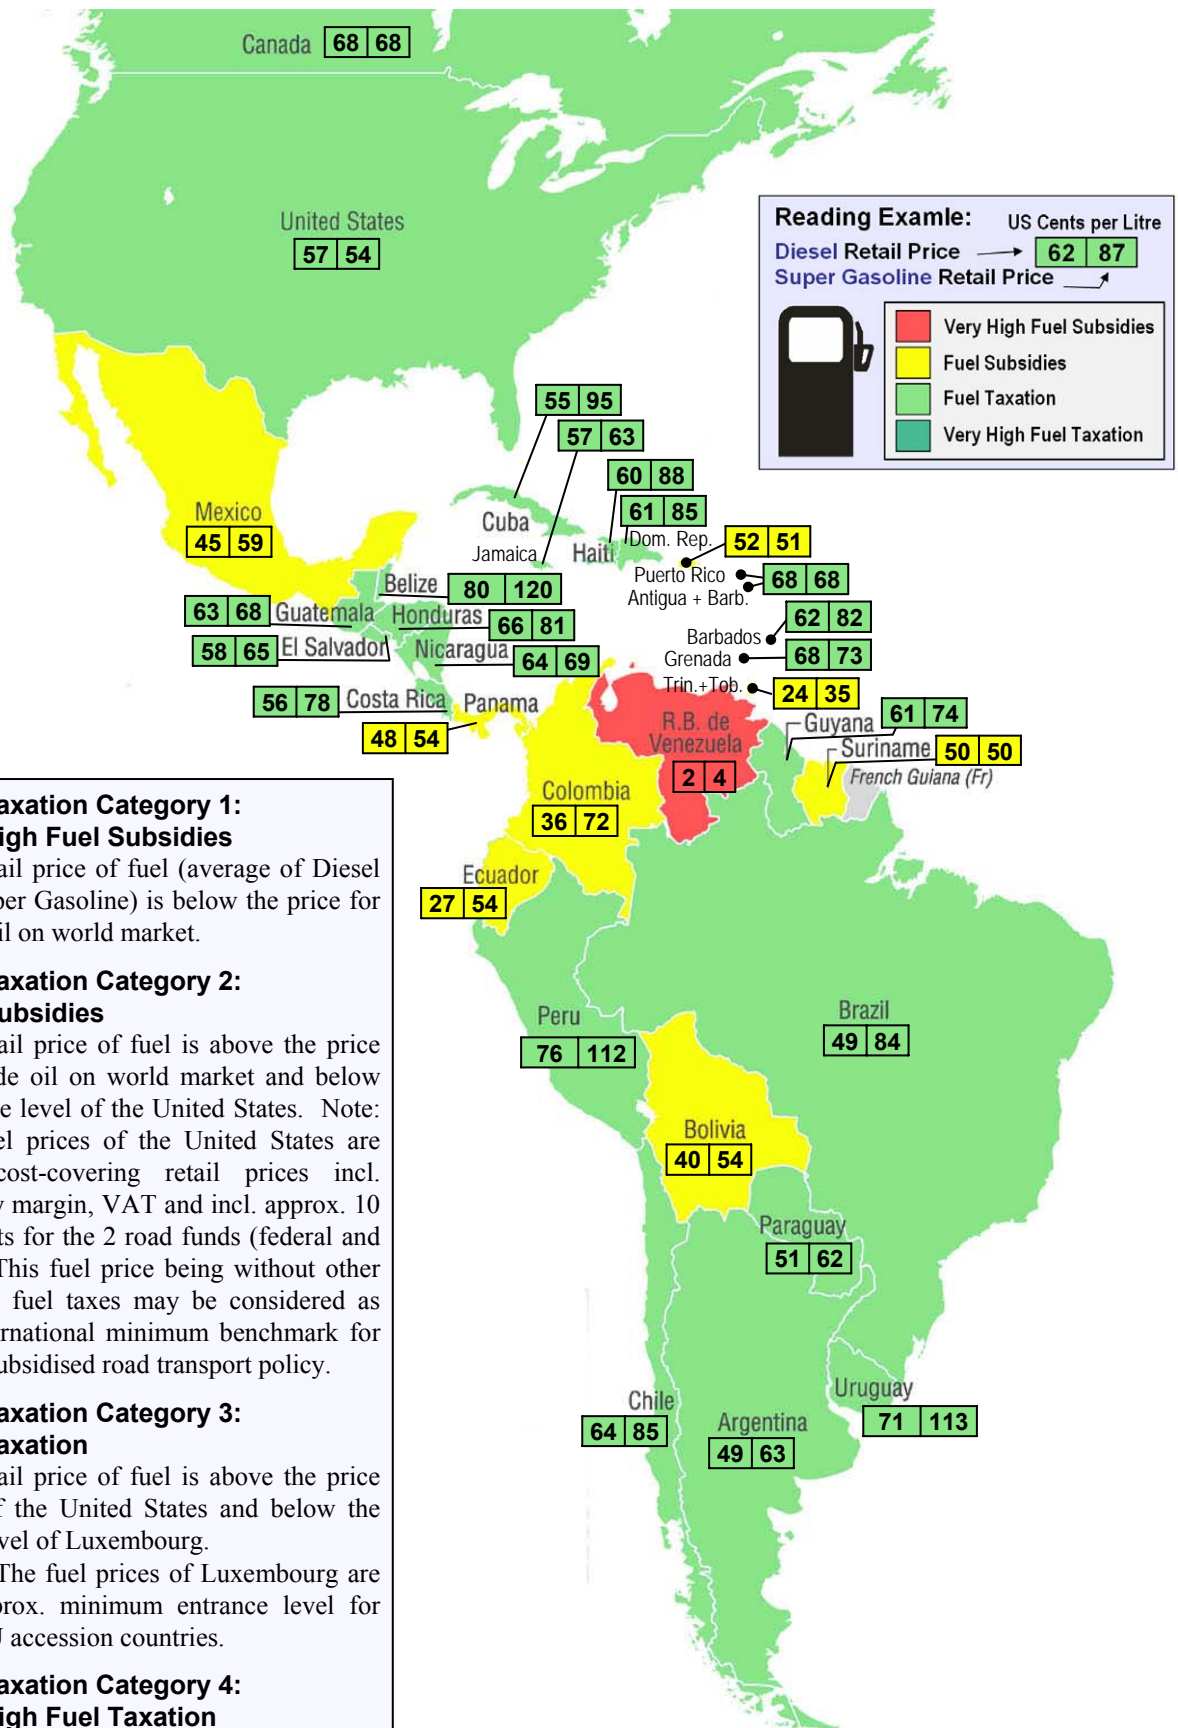 Canada 68 68
United States
57 54
Reading Examle: US Cents per Litre
Diesel Retail Price 62 87
Super Gasoline Retail Price
Very High Fuel Subsidies
Fuel Subsidies
Fuel Taxation
Very High Fuel Taxation
55 95
57 63
60 88
61 85
Mexico
45 59
Cuba
Jamaica
Haiti
Dom. Rep.
52 51
Puerto Rico
68 68
Antigua + Barb.
Belize 80 120
63 68 Guatemala
Honduras 66 81
58 65 El Salvador
Nicaragua 64 69
62 82
Barbados
Grenada 68 73
Trin.+Tob. 24 35
56 78 Costa Rica
Panama
48 54
R.B. de
Venezuela
2 4
Guyana 61 74
Suriname 50 50
French Guiana (Fr)
Colombia
36 72
Ecuador
27 54
Peru
76 112
Brazil
49 84
Bolivia
40 54
Paraguay
51 62
Chile
64 85
Argentina
49 63
Uruguay
71 113
axation Category 1:
igh Fuel Subsidies
ail price of fuel (average of Diesel
per Gasoline) is below the price for
il on world market.
axation Category 2:
ubsidies
ail price of fuel is above the price
de oil on world market and below
e level of the United States. Note:
el prices of the United States are
cost-covering retail prices incl.
y margin, VAT and incl. approx. 10
ts for the 2 road funds (federal and
This fuel price being without other
fuel taxes may be considered as
ernational minimum benchmark for
ubsidised road transport policy.
axation Category 3:
axation
ail price of fuel is above the price
f the United States and below the
vel of Luxembourg.
The fuel prices of Luxembourg are
prox. minimum entrance level for
J accession countries.
axation Category 4:
igh Fuel Taxation